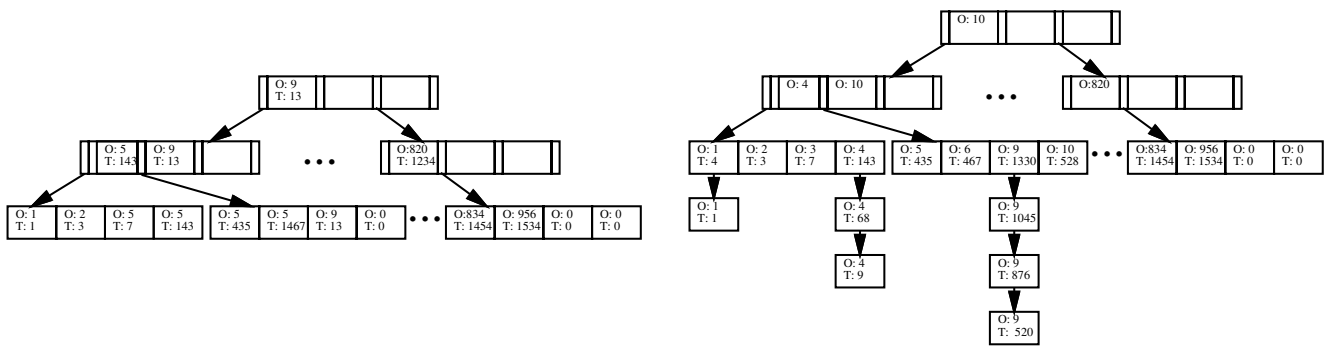 O: 9
T: 13
O: 5
T: 143
O: 9
T: 13
O:820
T: 1234
O: 1
T: 1
O: 2
T: 3
O: 5
T: 7
O: 5
T: 143
O: 5
T: 435
O: 5
T: 1467
O: 9
T: 13
O: 0
T: 0
O:834
T: 1454
O: 956
T: 1534
O: 0
T: 0
O: 0
T: 0
O: 10
O: 4
O: 10
O:820
O: 1
T: 4
O: 2
T: 3
O: 3
T: 7
O: 4
T: 143
O: 5
T: 435
O: 6
T: 467
O: 9
T: 1330
O: 10
T: 528
O:834
T: 1454
O: 956
T: 1534
O: 0
T: 0
O: 0
T: 0
O: 1
T: 1
O: 4
T: 68
O: 9
T: 1045
O: 4
T: 9
O: 9
T: 876
O: 9
T: 520